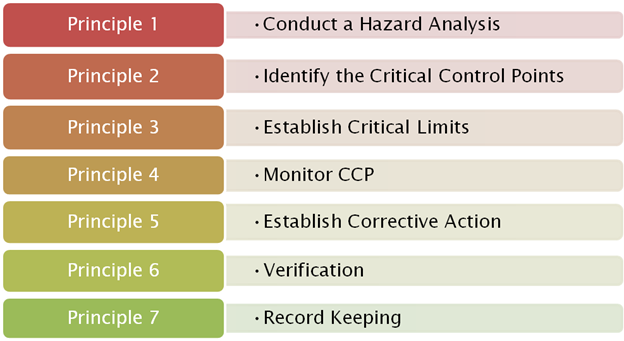 Principle 1
• Conduct a Hazard Analysis
Principle 2
• Identify the Critical Control Points
Principle 3
• Establish Critical Limits
Principle 4
• Monitor CCP
Principle 5
• Establish Corrective Action
Principle 6
• Verification
Principle 7
• Record Keeping